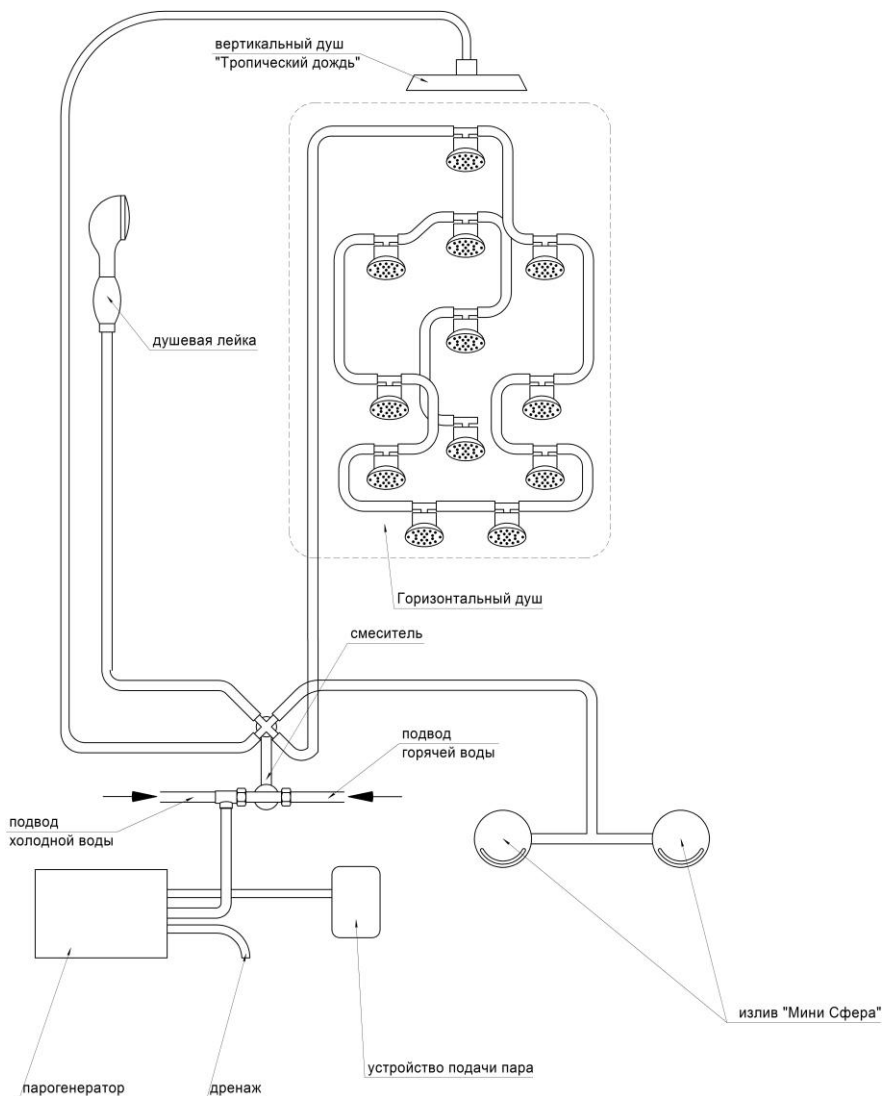 вертикальный душ
"Тропический дождь"
душевая лейка
Горизонтальный душ
смеситель
подвод
горячей воды
подвод
холодной воды
излив "Мини Сфера"
устройство подачи пара
парогенератор
дренаж